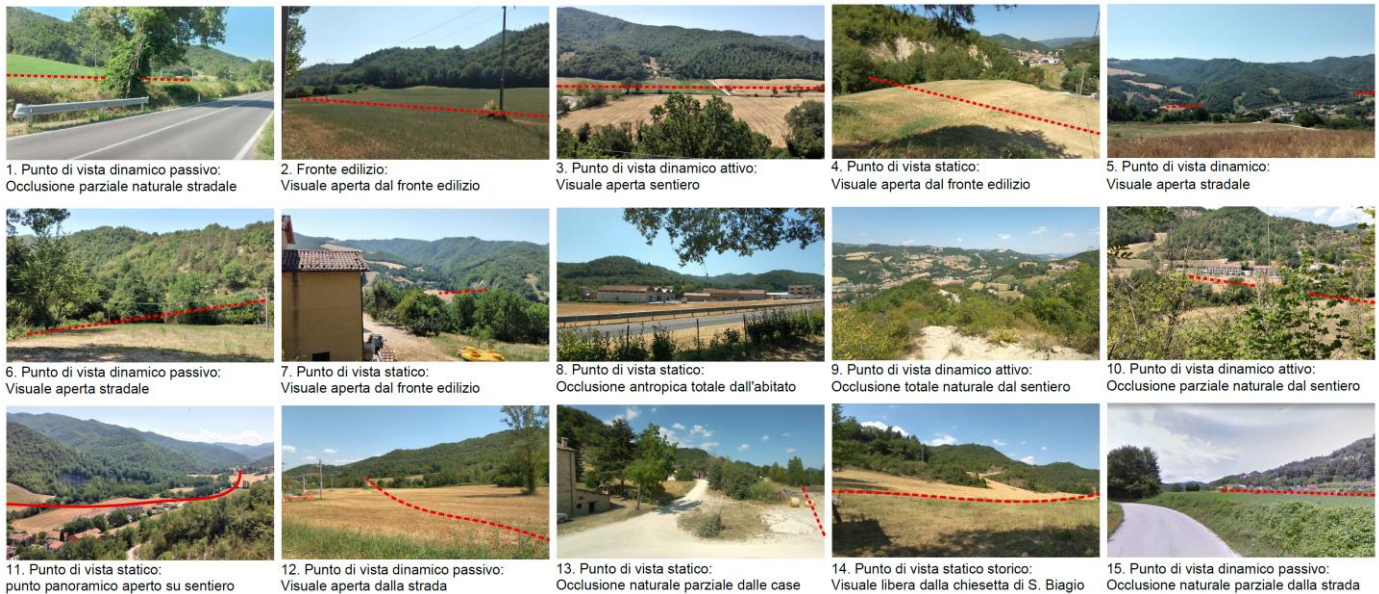 1. Punto di vista dinamico passivo:
Occlusione parziale naturale stradale
2. Fronte edilizio:
Visuale aperta dal fronte edilizio
3. Punto di vista dinamico attivo:
Visuale aperta sentiero
4. Punto di vista statico:
Visuale aperta dal fronte edilizio
5. Punto di vista dinamico:
Visuale aperta stradale
6. Punto di vista dinamico passivo:
Visuale aperta stradale
7. Punto di vista statico:
Visuale aperta dal fronte edilizio
8. Punto di vista statico:
Occlusione antropica totale dall'abitato
9. Punto di vista dinamico attivo:
Occlusione totale naturale dal sentiero
10. Punto di vista dinamico attivo:
Occlusione parziale naturale dal sentiero
11. Punto di vista statico:
punto panoramico aperto su sentiero
12. Punto di vista dinamico passivo:
Visuale aperta dalla strada
13. Punto di vista statico:
Occlusione naturale parziale dalle case
14. Punto di vista statico storico:
Visuale libera dalla chiesetta di S. Biagio
15. Punto di vista dinamico passivo:
Occlusione naturale parziale dalla strada